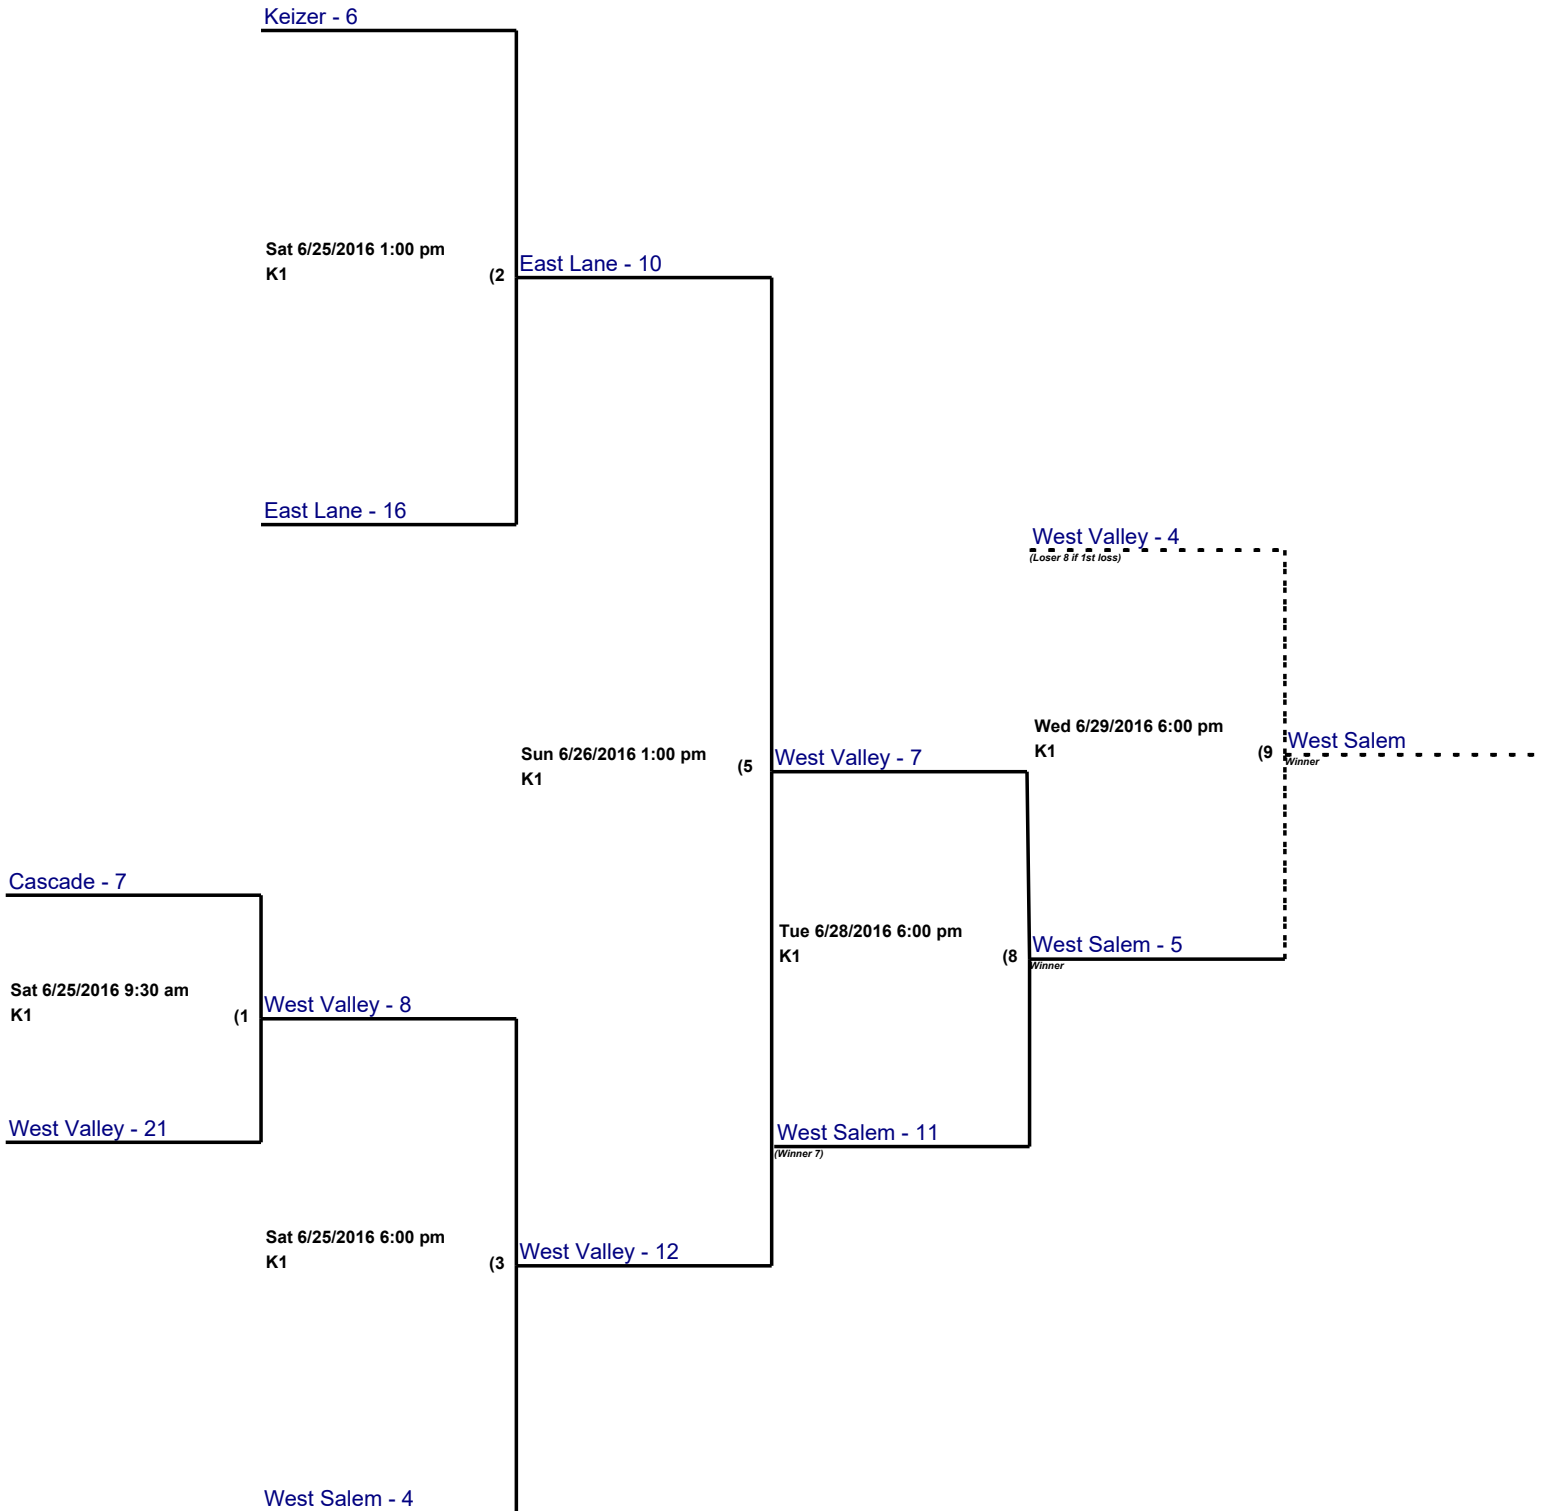 Keizer - 6
Sat 6/25/2016 1:00 pm
K1
(2
East Lane - 10
East Lane - 16
West Valley - 4
(Loser 8 if 1st loss)
Wed 6/29/2016 6:00 pm
K1
(9
West Salem
Winner
Sun 6/26/2016 1:00 pm
K1
(5
West Valley - 7
Cascade - 7
Tue 6/28/2016 6:00 pm
K1
(8
West Salem - 5
Winner
Sat 6/25/2016 9:30 am
K1
(1
West Valley - 8
West Valley - 21
West Salem - 11
(Winner 7)
Sat 6/25/2016 6:00 pm
K1
(3
West Valley - 12
West Salem - 4